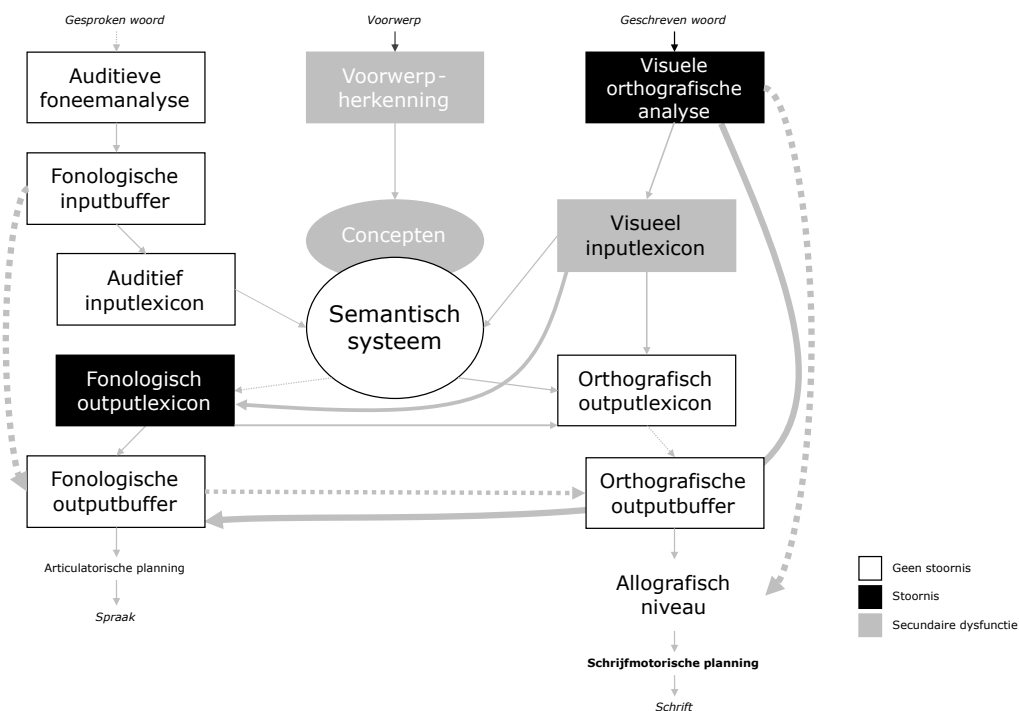 Gesproken woord
Voorwerp
Geschreven woord
Auditieve
foneemanalyse
Voorwerp-
herkenning
Visuele
orthografische
analyse
Fonologische
inputbuffer
Concepten
Visueel
inputlexicon
Auditief
inputlexicon
Semantisch
systeem
Fonologisch
outputlexicon
Orthografisch
outputlexicon
Fonologische
outputbuffer
Orthografische
outputbuffer
Articulatorische planning
Spraak
Allografisch
niveau
Schrijfmotorische planning
Schrift
Geen stoornis
Stoornis
Secundaire dysfunctie